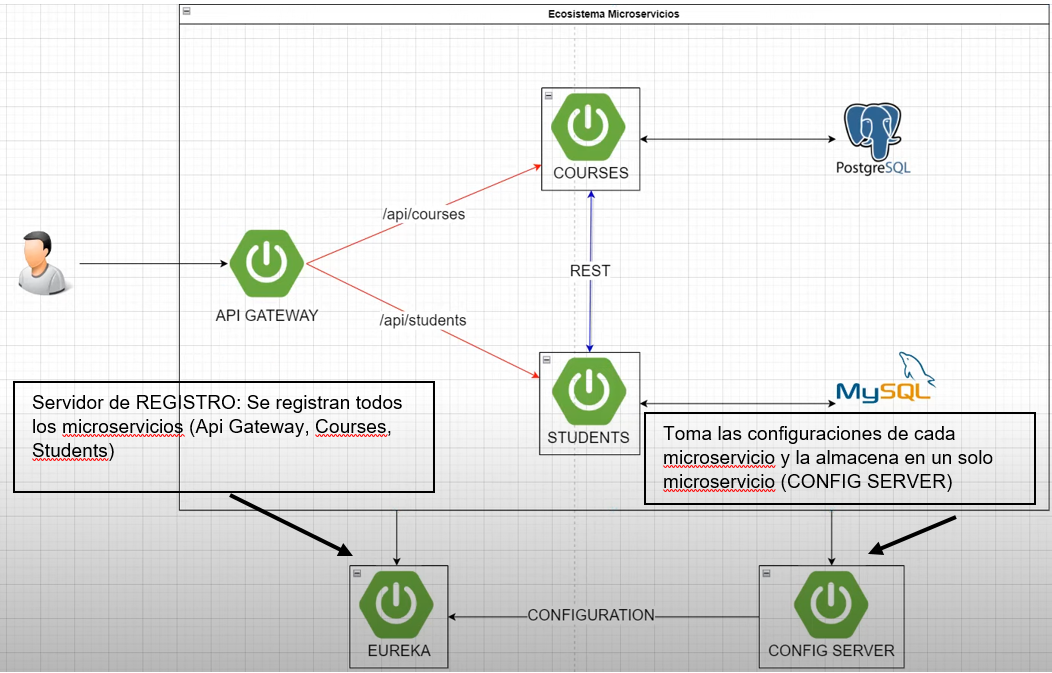 Ecosistema Microservicios
COURSES
PostgreSQL
/api/courses
API GATEWAY
REST
/api/students
STUDENTS
MySQL
Servidor de REGISTRO: Se registran todos
los microservicios (Api Gateway, Courses,
Students)
Toma las configuraciones de cada
microservicio y la almacena en un solo
microservicio (CONFIG SERVER)
EUREKA
CONFIGURATION
CONFIG SERVER